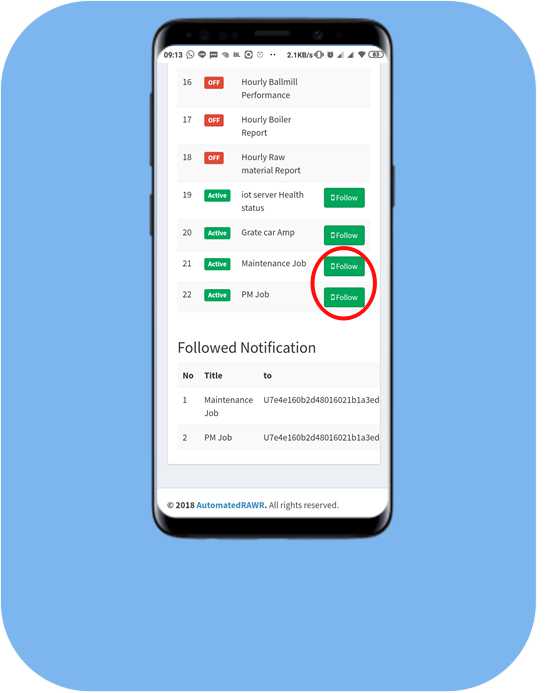 09:13
2.1KB/s
63
16 OFF Hourly Ballmill
Performance
17 OFF Hourly Boiler
Report
18 OFF Hourly Raw
material Report
19 Active iot server Health Follow
status
20 Active Grate car Amp Follow
21 Active Maintenance Job Follow
22 Active PM Job Follow
Followed Notification
No Title to
1 Maintenance U7e4e160b2d48016021b1a3ed
Job
2 PM Job U7e4e160b2d48016021b1a3ed
© 2018 AutomatedRAWR. All rights reserved.